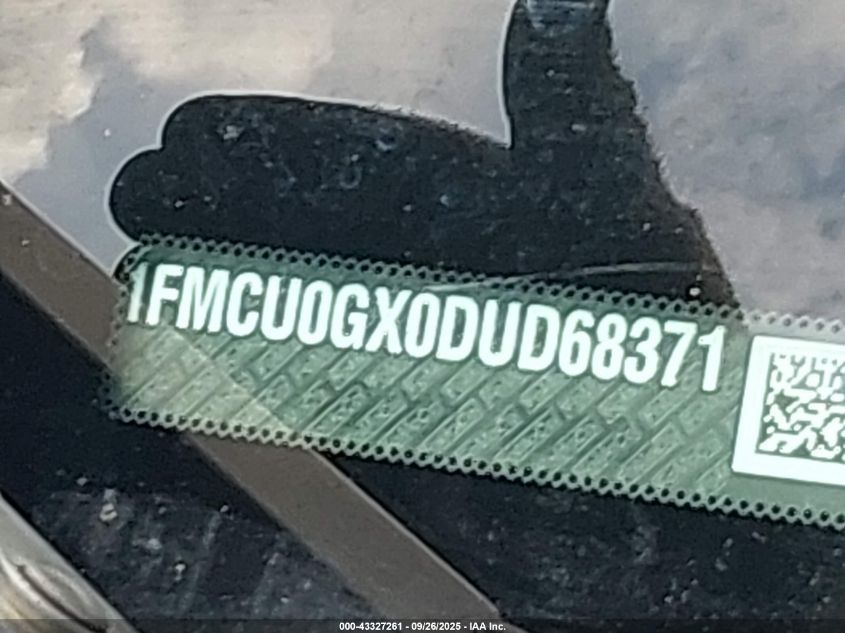 1FMCU0GX0DUD68371
000-43327261 - 09/26/2025 - IAA Inc.